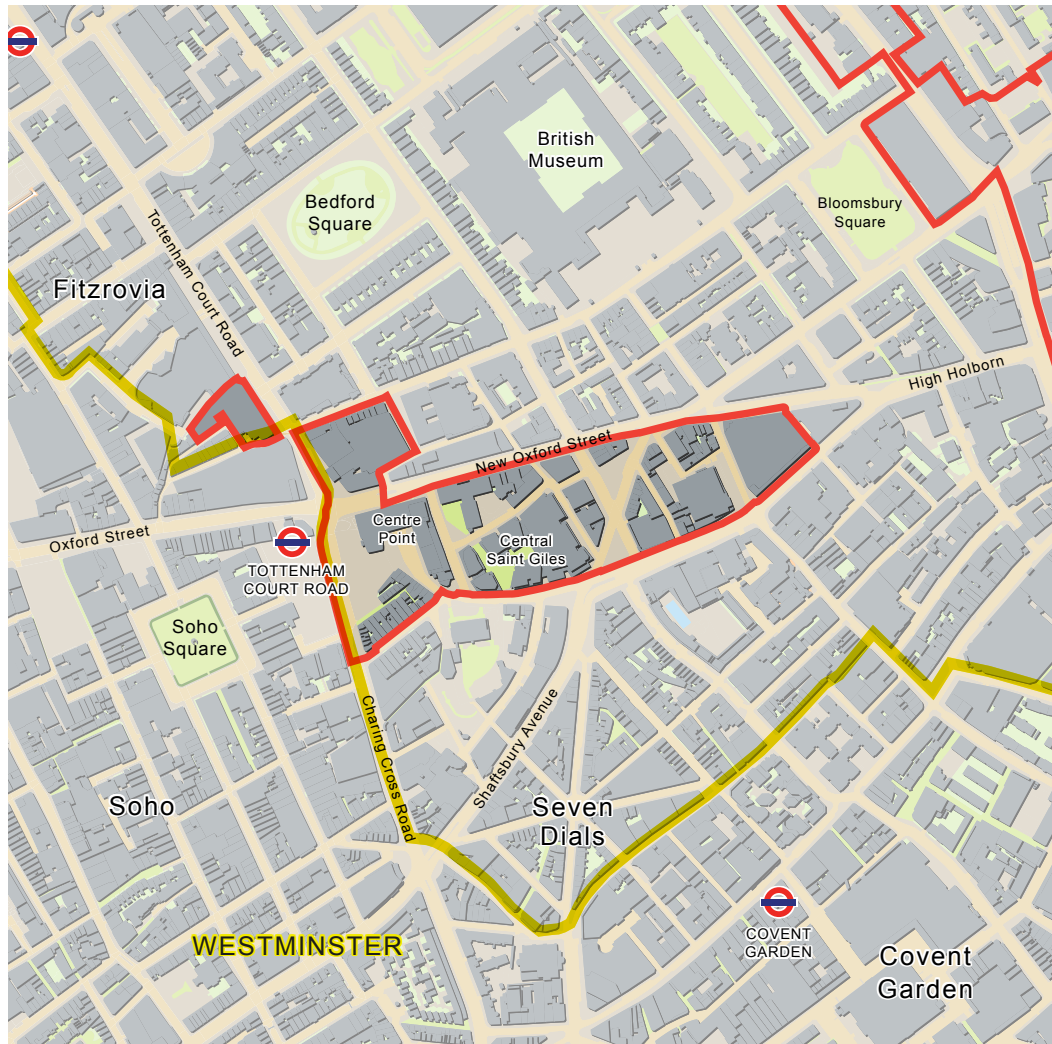 British
Museum
Bedford
Square
Bloomsbury
Square
Tottenham Court Road
Fitzrovia
High Holborn
New Oxford Street
Centre
Point
Oxford Street
Central
Saint Giles
TOTTENHAM
COURT ROAD
Soho
Square
Charing Cross Road
Shaftsbury Avenue
Soho
Seven
Dials
WESTMINSTER
COVENT
GARDEN
Covent
Garden